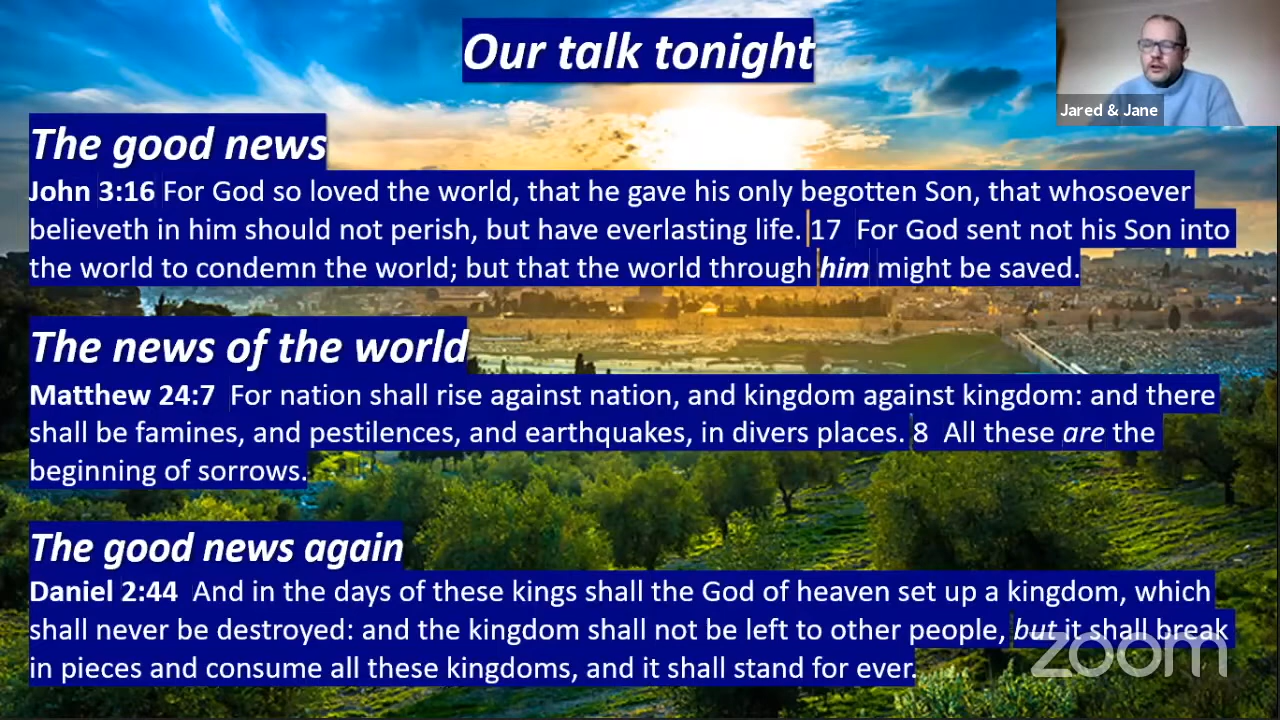 Our talk tonight
Jared & Jane
The good news
John 3:16 For God so loved the world, that he gave his only begotten Son, that whosoever
believeth in him should not perish, but have everlasting life. 17 For God sent not his Son into
the world to condemn the world; but that the world through him might be saved.
The news of the world
Matthew 24:7 For nation shall rise against nation, and kingdom against kingdom: and there
shall be famines, and pestilences, and earthquakes, in divers places. 8 All these are the
beginning of sorrows.
The good news again
Daniel 2:44 And in the days of these kings shall the God of heaven set up a kingdom, which
shall never be destroyed: and the kingdom shall not be left to other people, but it shall break
in pieces and consume all these kingdoms, and it shall stand for ever.
zoom